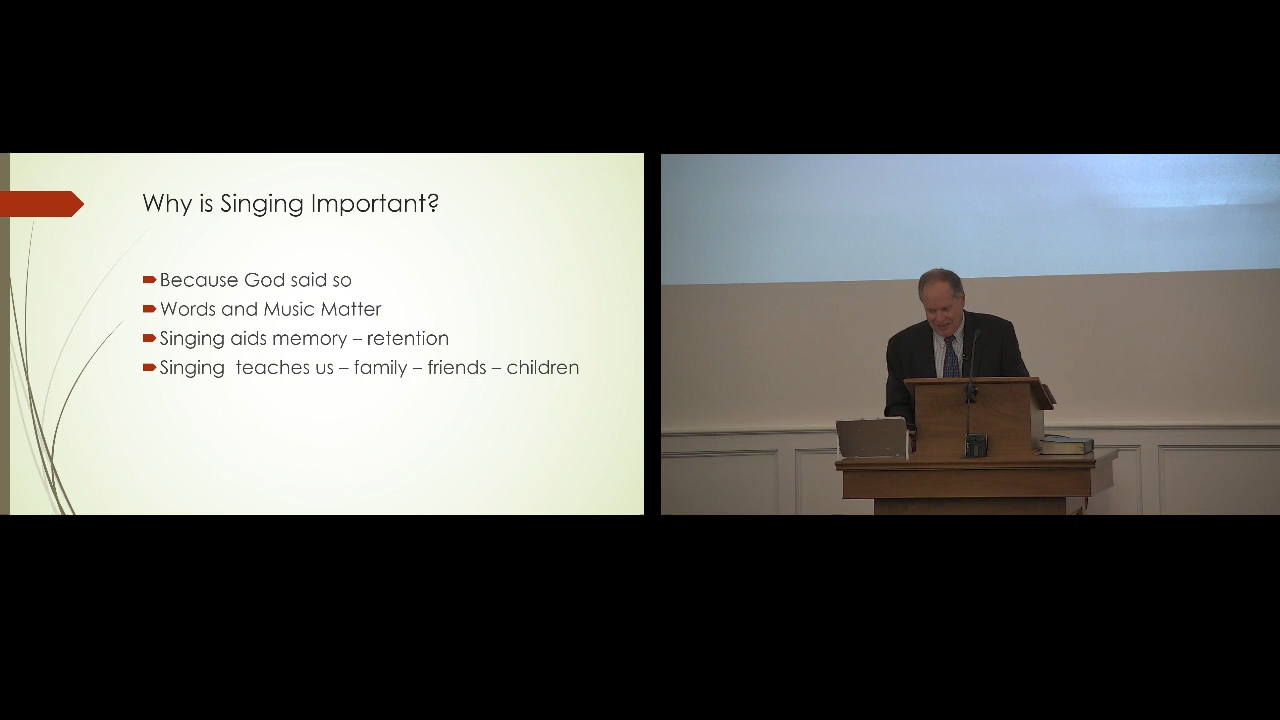 Why is Singing Important?
Because God said so
Words and Music Matter
Singing aids memory – retention
Singing  teaches us – family – friends – children